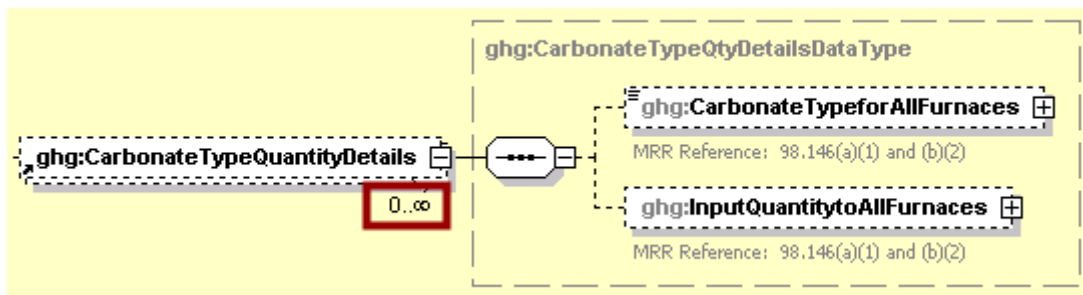 ghg:CarbonateTypeQtyDetailsDataType
ghg:CarbonateTypeforAllFurnaces
MRR Reference: 98.146(a)(1) and (b)(2)
ghg:CarbonateTypeQuantityDetails
0..∞
ghg:InputQuantitytoAllFurnaces
MRR Reference: 98.146(a)(1) and (b)(2)